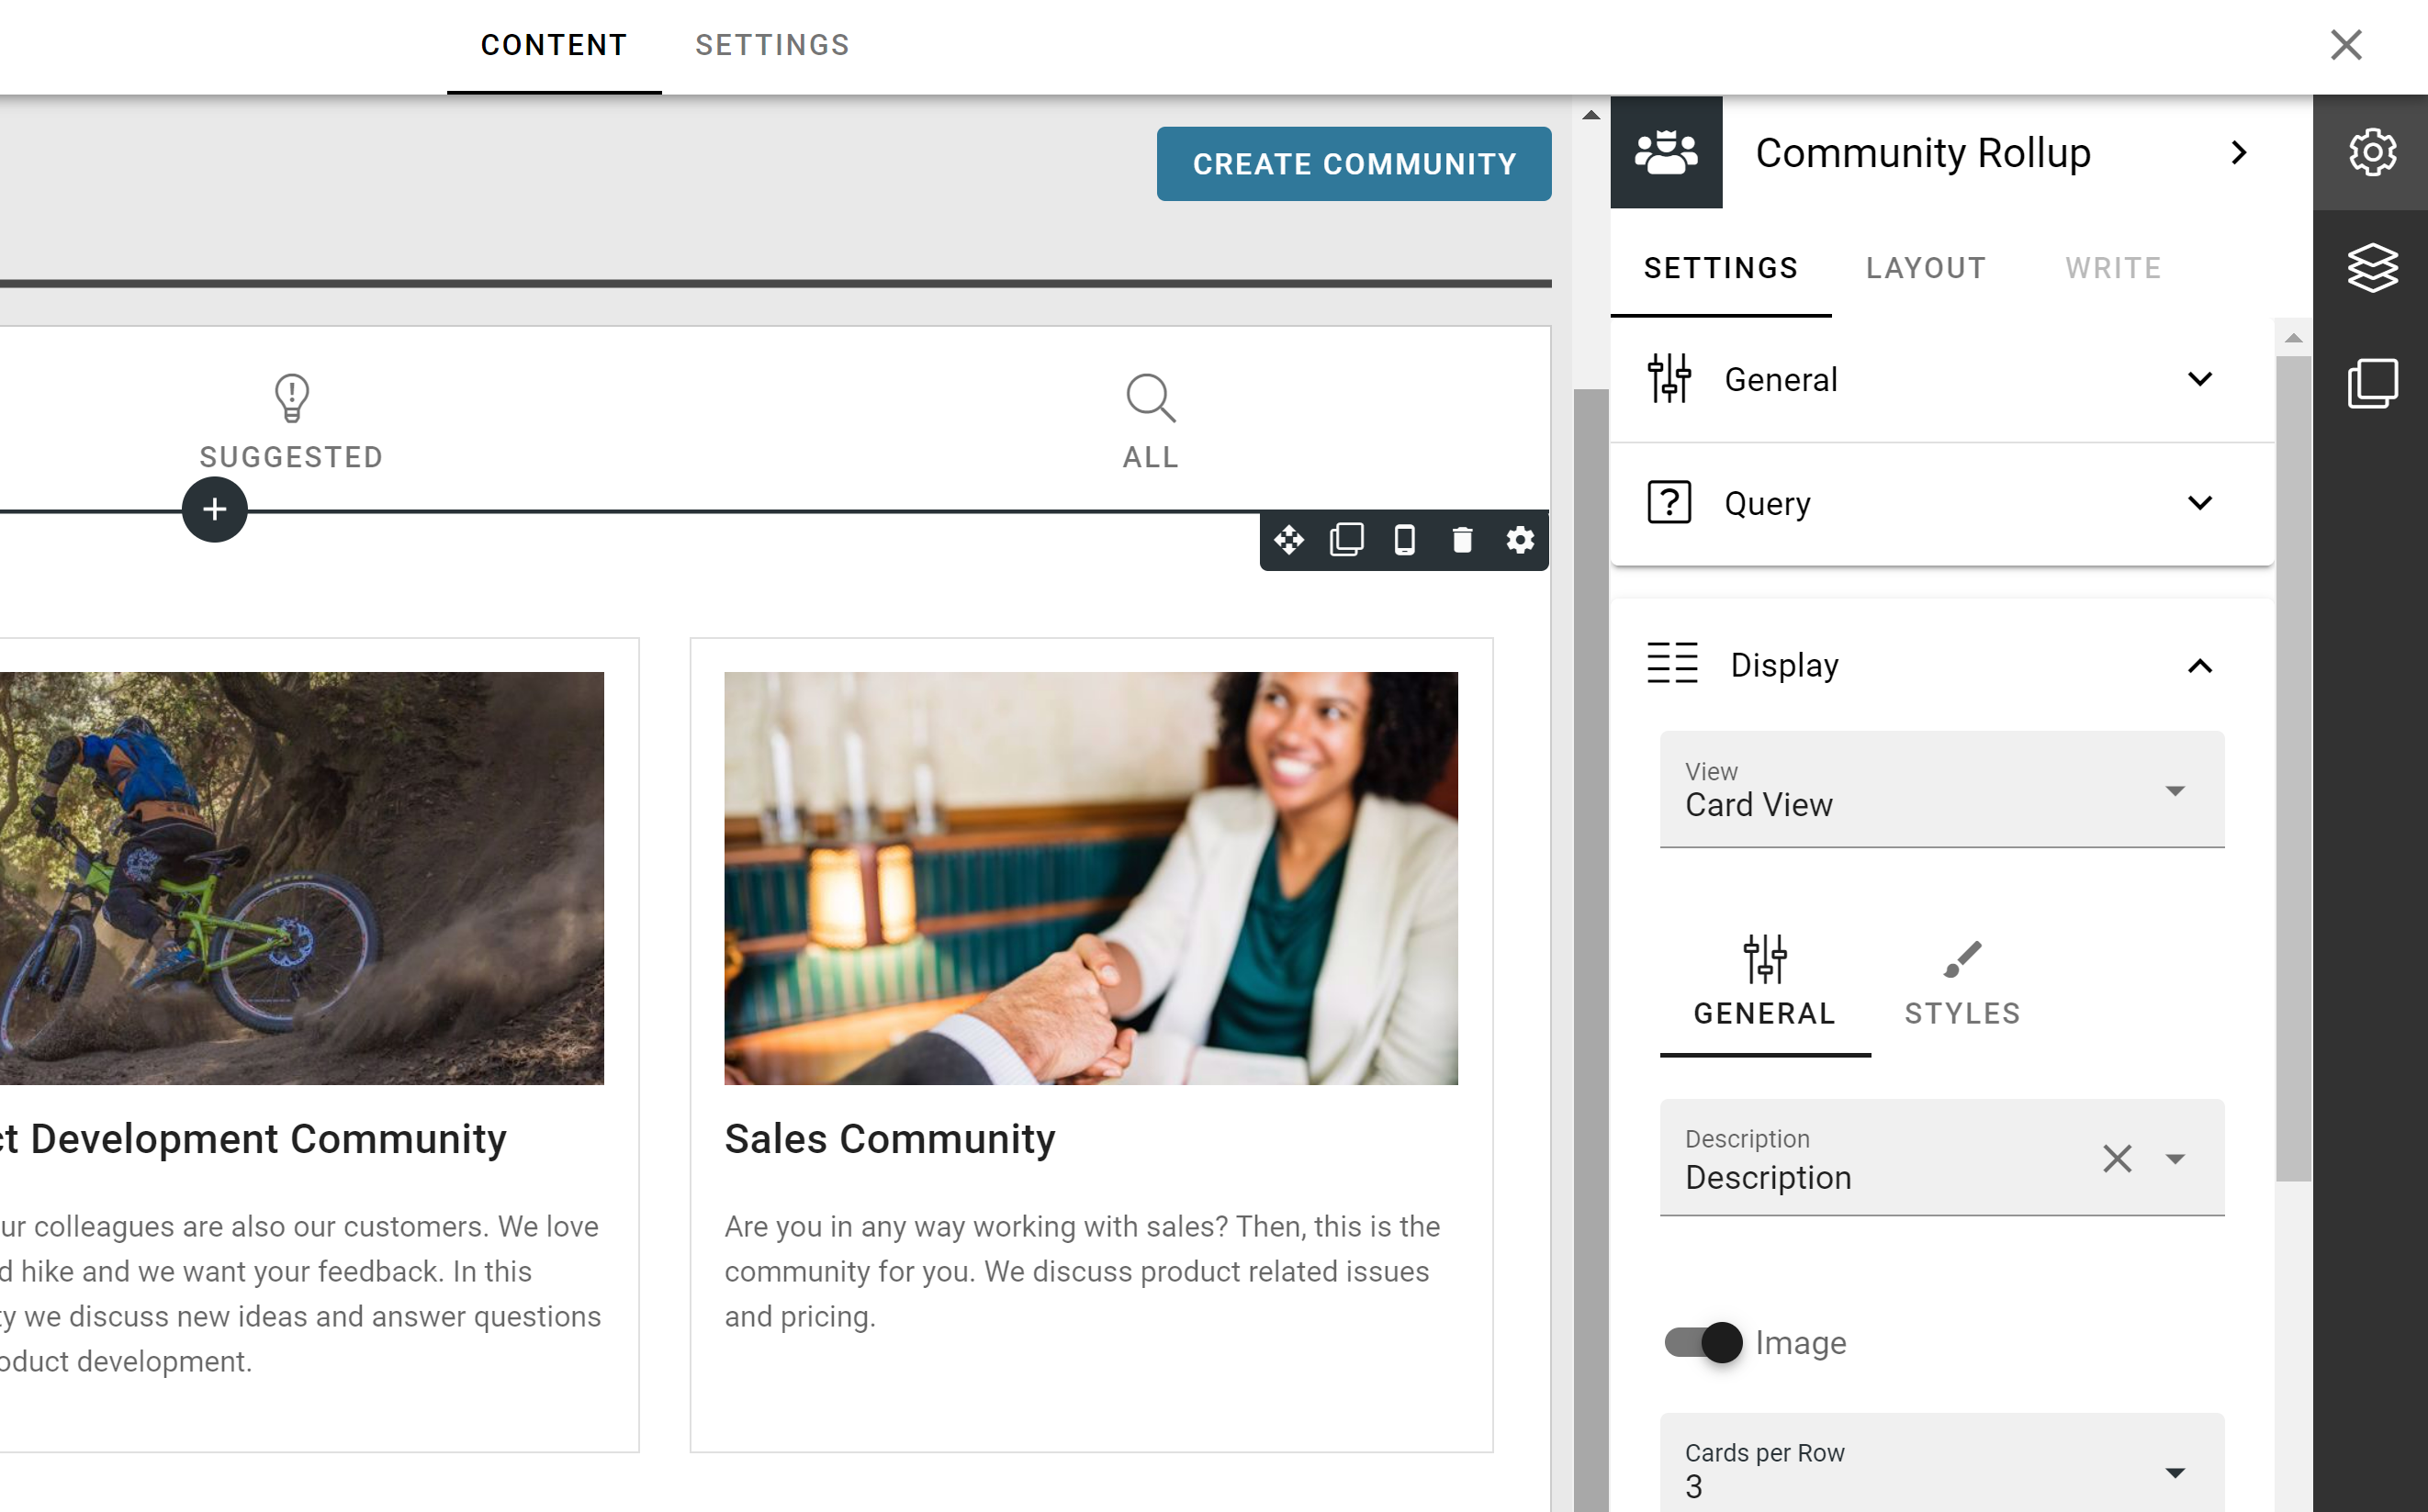 CONTENT SETTINGS
CREATE COMMUNITY
SUGGESTED
ALL
ct Development Community
ur colleagues are also our customers. We love
d hike and we want your feedback. In this
ty we discuss new ideas and answer questions
oduct development.
Sales Community
Are you in any way working with sales? Then, this is the
community for you. We discuss product related issues
and pricing.
Community Rollup
SETTINGS LAYOUT WRITE
General
Query
Display
View
Card View
GENERAL STYLES
Description
Description
Image
Cards per Row
3